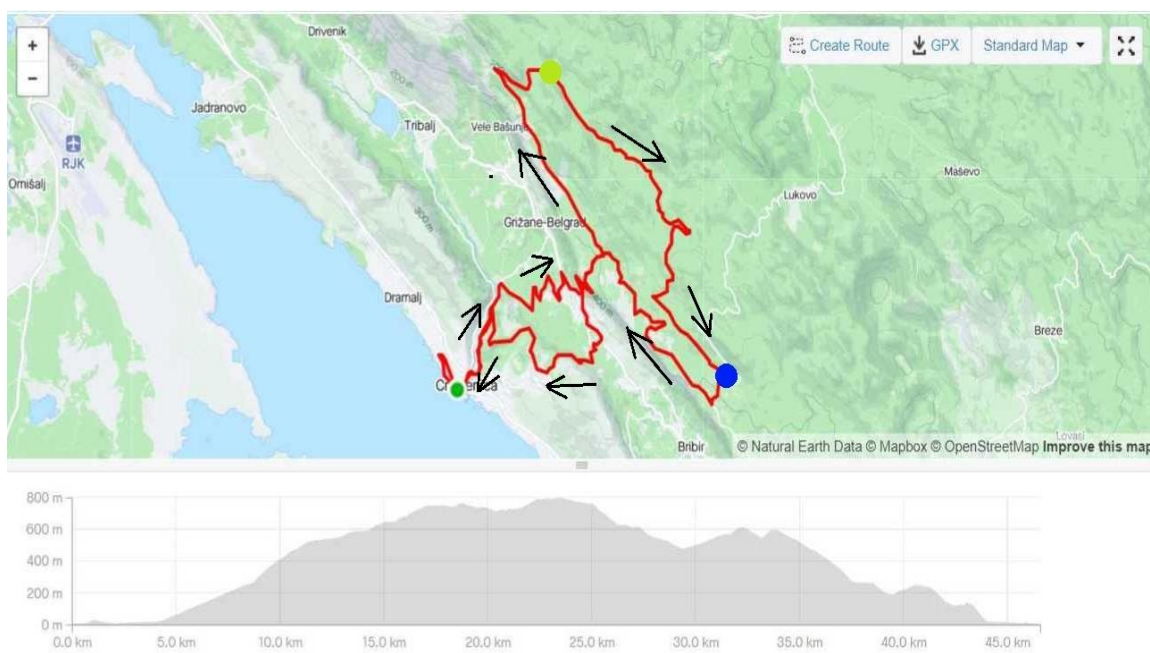 +
−
Create Route
GPX
Standard Map
Drivenik
Jadranovo
Tribalj
Vele Bašunje
RJK
Omišalj
Maševo
Lukovo
Grižane-Belgrad
300 m
Dramalj
Breze
Bribir
Lovasi
© Natural Earth Data © Mapbox © OpenStreetMap Improve this map
800 m
600 m
400 m
200 m
0 m
0.0 km 5.0 km 10.0 km 15.0 km 20.0 km 25.0 km 30.0 km 35.0 km 40.0 km 45.0 km